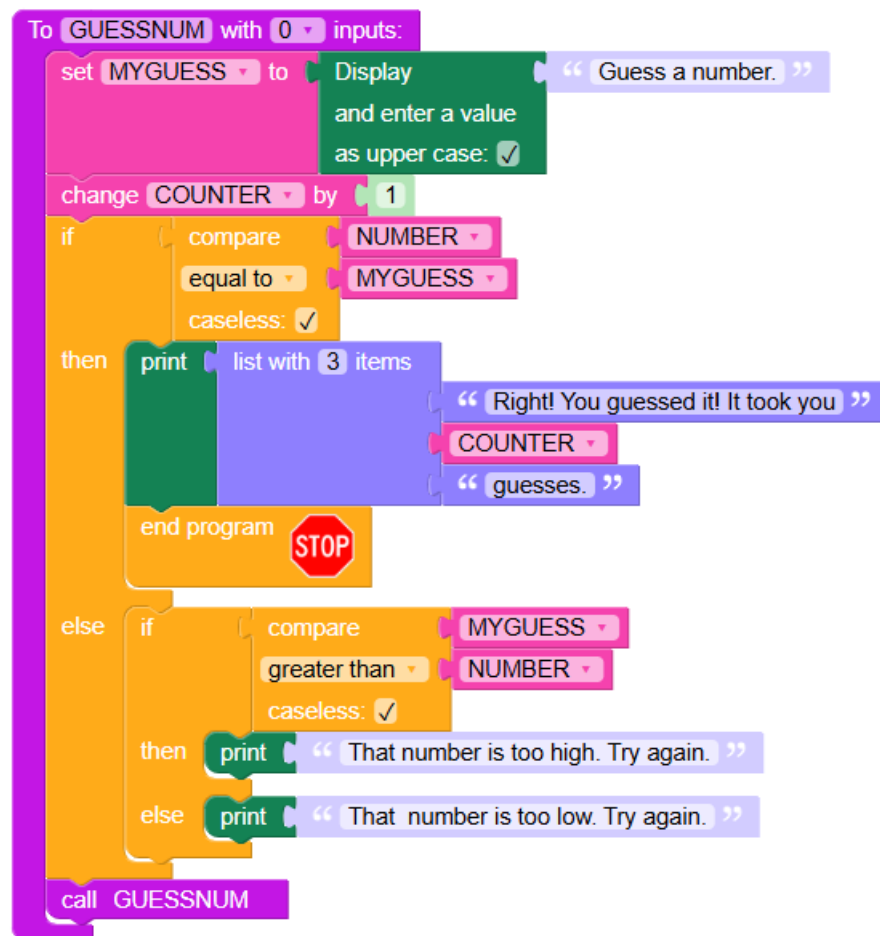 To GUESSNUM with 0 inputs:
set MYGUESS to Display “ Guess a number. ”
and enter a value
as upper case:
change COUNTER by 1
if compare NUMBER
equal to MYGUESS
caseless:
then print list with 3 items
“ Right! You guessed it! It took you ”
COUNTER
“ guesses. ”
end program STOP
else if compare MYGUESS
greater than NUMBER
caseless:
then print “ That number is too high. Try again. ”
else print “ That  number is too low. Try again. ”
call GUESSNUM